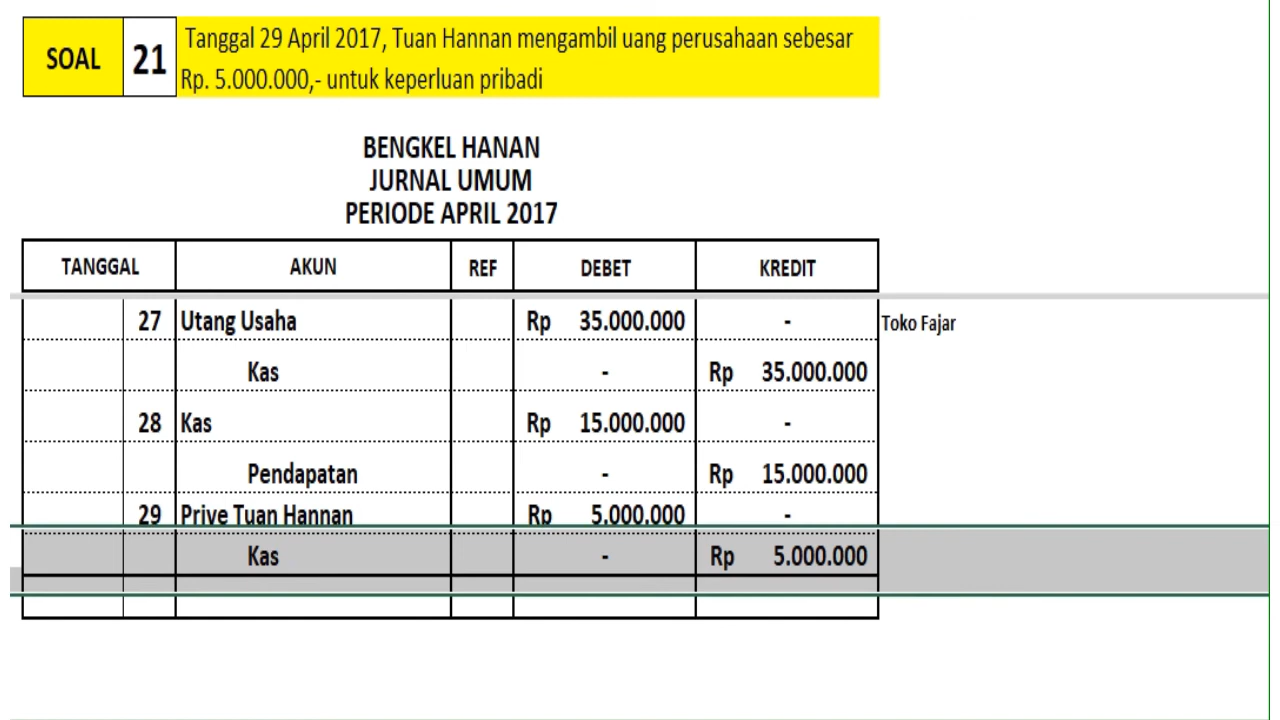 SOAL 21 Tanggal 29 April 2017, Tuan Hannan mengambil uang perusahaan sebesar
Rp. 5.000.000,- untuk keperluan pribadi
BENGKEL HANAN
JURNAL UMUM
PERIODE APRIL 2017
TANGGAL AKUN REF DEBET KREDIT
27 Utang Usaha Rp 35.000.000 - Toko Fajar
Kas - Rp 35.000.000
28 Kas Rp 15.000.000 -
Pendapatan - Rp 15.000.000
29 Prive Tuan Hannan Rp 5.000.000 -
Kas - Rp 5.000.000